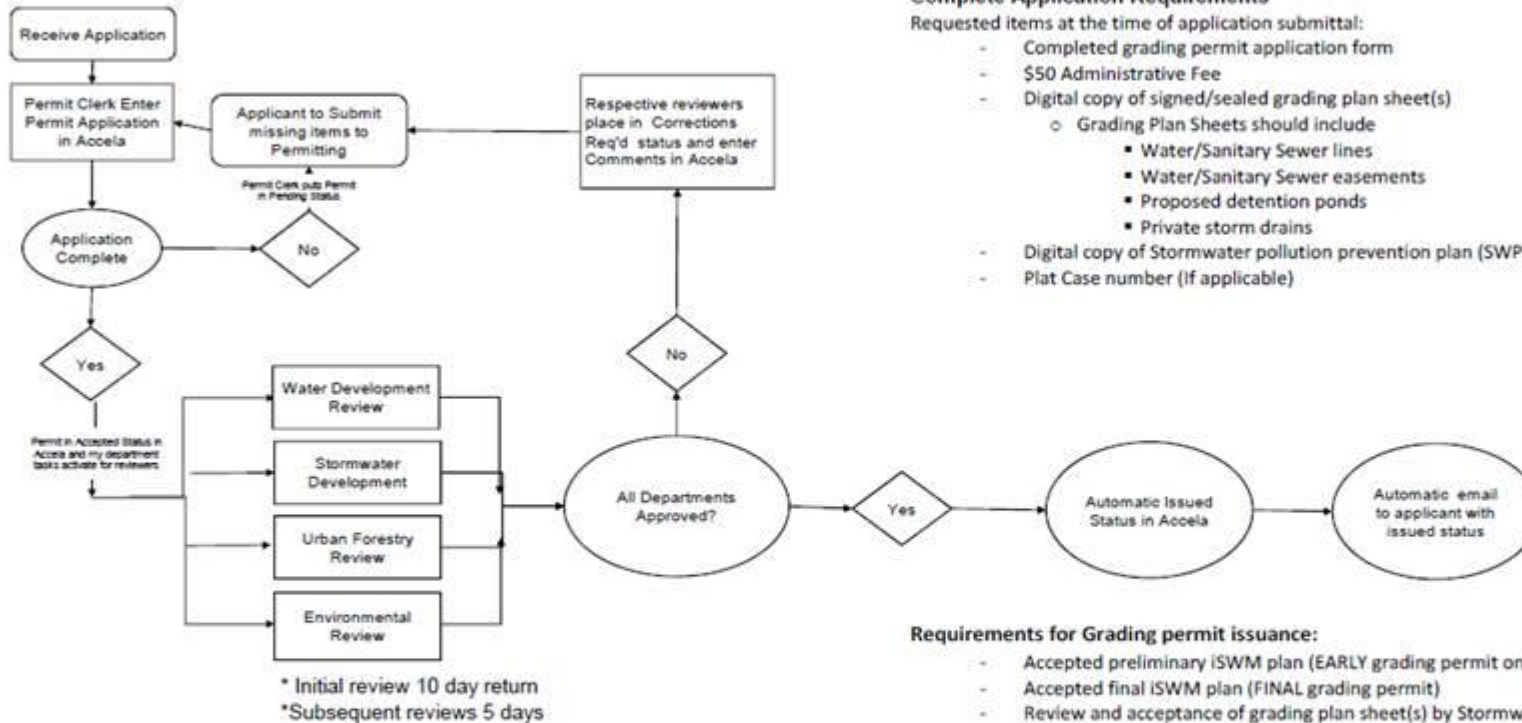 Receive Application
Permit Clerk Enter
Permit Application
in Accela
Applicant to Submit
missing items to
Permitting
Permit Clerk puts Permit
in Pending Status
Respective reviewers
place in Corrections
Req'd status and enter
Comments in Accela
Application
Complete
No
Yes
Permit in Accepted Status in
Accela and my department
tasks activate for reviewers
Water Development
Review
Stormwater
Development
Urban Forestry
Review
Environmental
Review
* Initial review 10 day return
*Subsequent reviews 5 days
No
All Departments
Approved?
Yes
Automatic Issued
Status in Accela
Automatic email
to applicant with
issued status
Complete Application Requirements
Requested items at the time of application submittal:
- Completed grading permit application form
- $50 Administrative Fee
- Digital copy of signed/sealed grading plan sheet(s)
o Grading Plan Sheets should include
▪ Water/Sanitary Sewer lines
▪ Water/Sanitary Sewer easements
▪ Proposed detention ponds
▪ Private storm drains
- Digital copy of Stormwater pollution prevention plan (SWP
- Plat Case number (If applicable)
Requirements for Grading permit issuance:
- Accepted preliminary iSWM plan (EARLY grading permit on
- Accepted final iSWM plan (FINAL grading permit)
- Review and acceptance of grading plan sheet(s) by Stormw